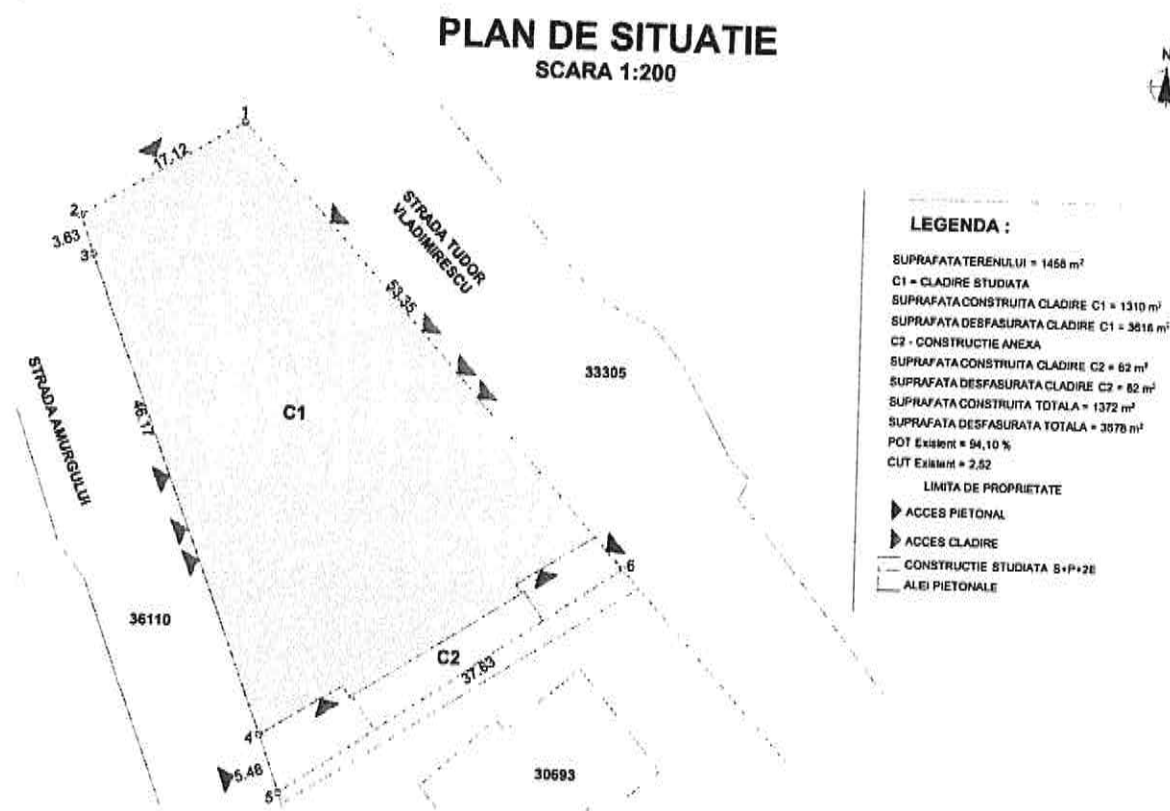 PLAN DE SITUATIE
SCARA 1:200
N
1
17.12
2
3.63
3
STRADA TUDOR
VLADIMIRESCU
53.35
33305
STRADA AMURGULUI
46.17
C1
36110
6
C2
37.63
4
5.46
5
30693
LEGENDA :
SUPRAFATA TERENULUI = 1458 m²
C1 - CLADIRE STUDIATA
SUPRAFATA CONSTRUITA CLADIRE C1 = 1310 m²
SUPRAFATA DESFASURATA CLADIRE C1 = 3616 m²
C2 - CONSTRUCTIE ANEXA
SUPRAFATA CONSTRUITA CLADIRE C2 = 62 m²
SUPRAFATA DESFASURATA CLADIRE C2 = 62 m²
SUPRAFATA CONSTRUITA TOTALA = 1372 m²
SUPRAFATA DESFASURATA TOTALA = 3678 m²
POT Existent = 94,10 %
CUT Existent = 2,52
LIMITA DE PROPRIETATE
ACCES PIETONAL
ACCES CLADIRE
CONSTRUCTIE STUDIATA S+P+2E
ALEI PIETONALE